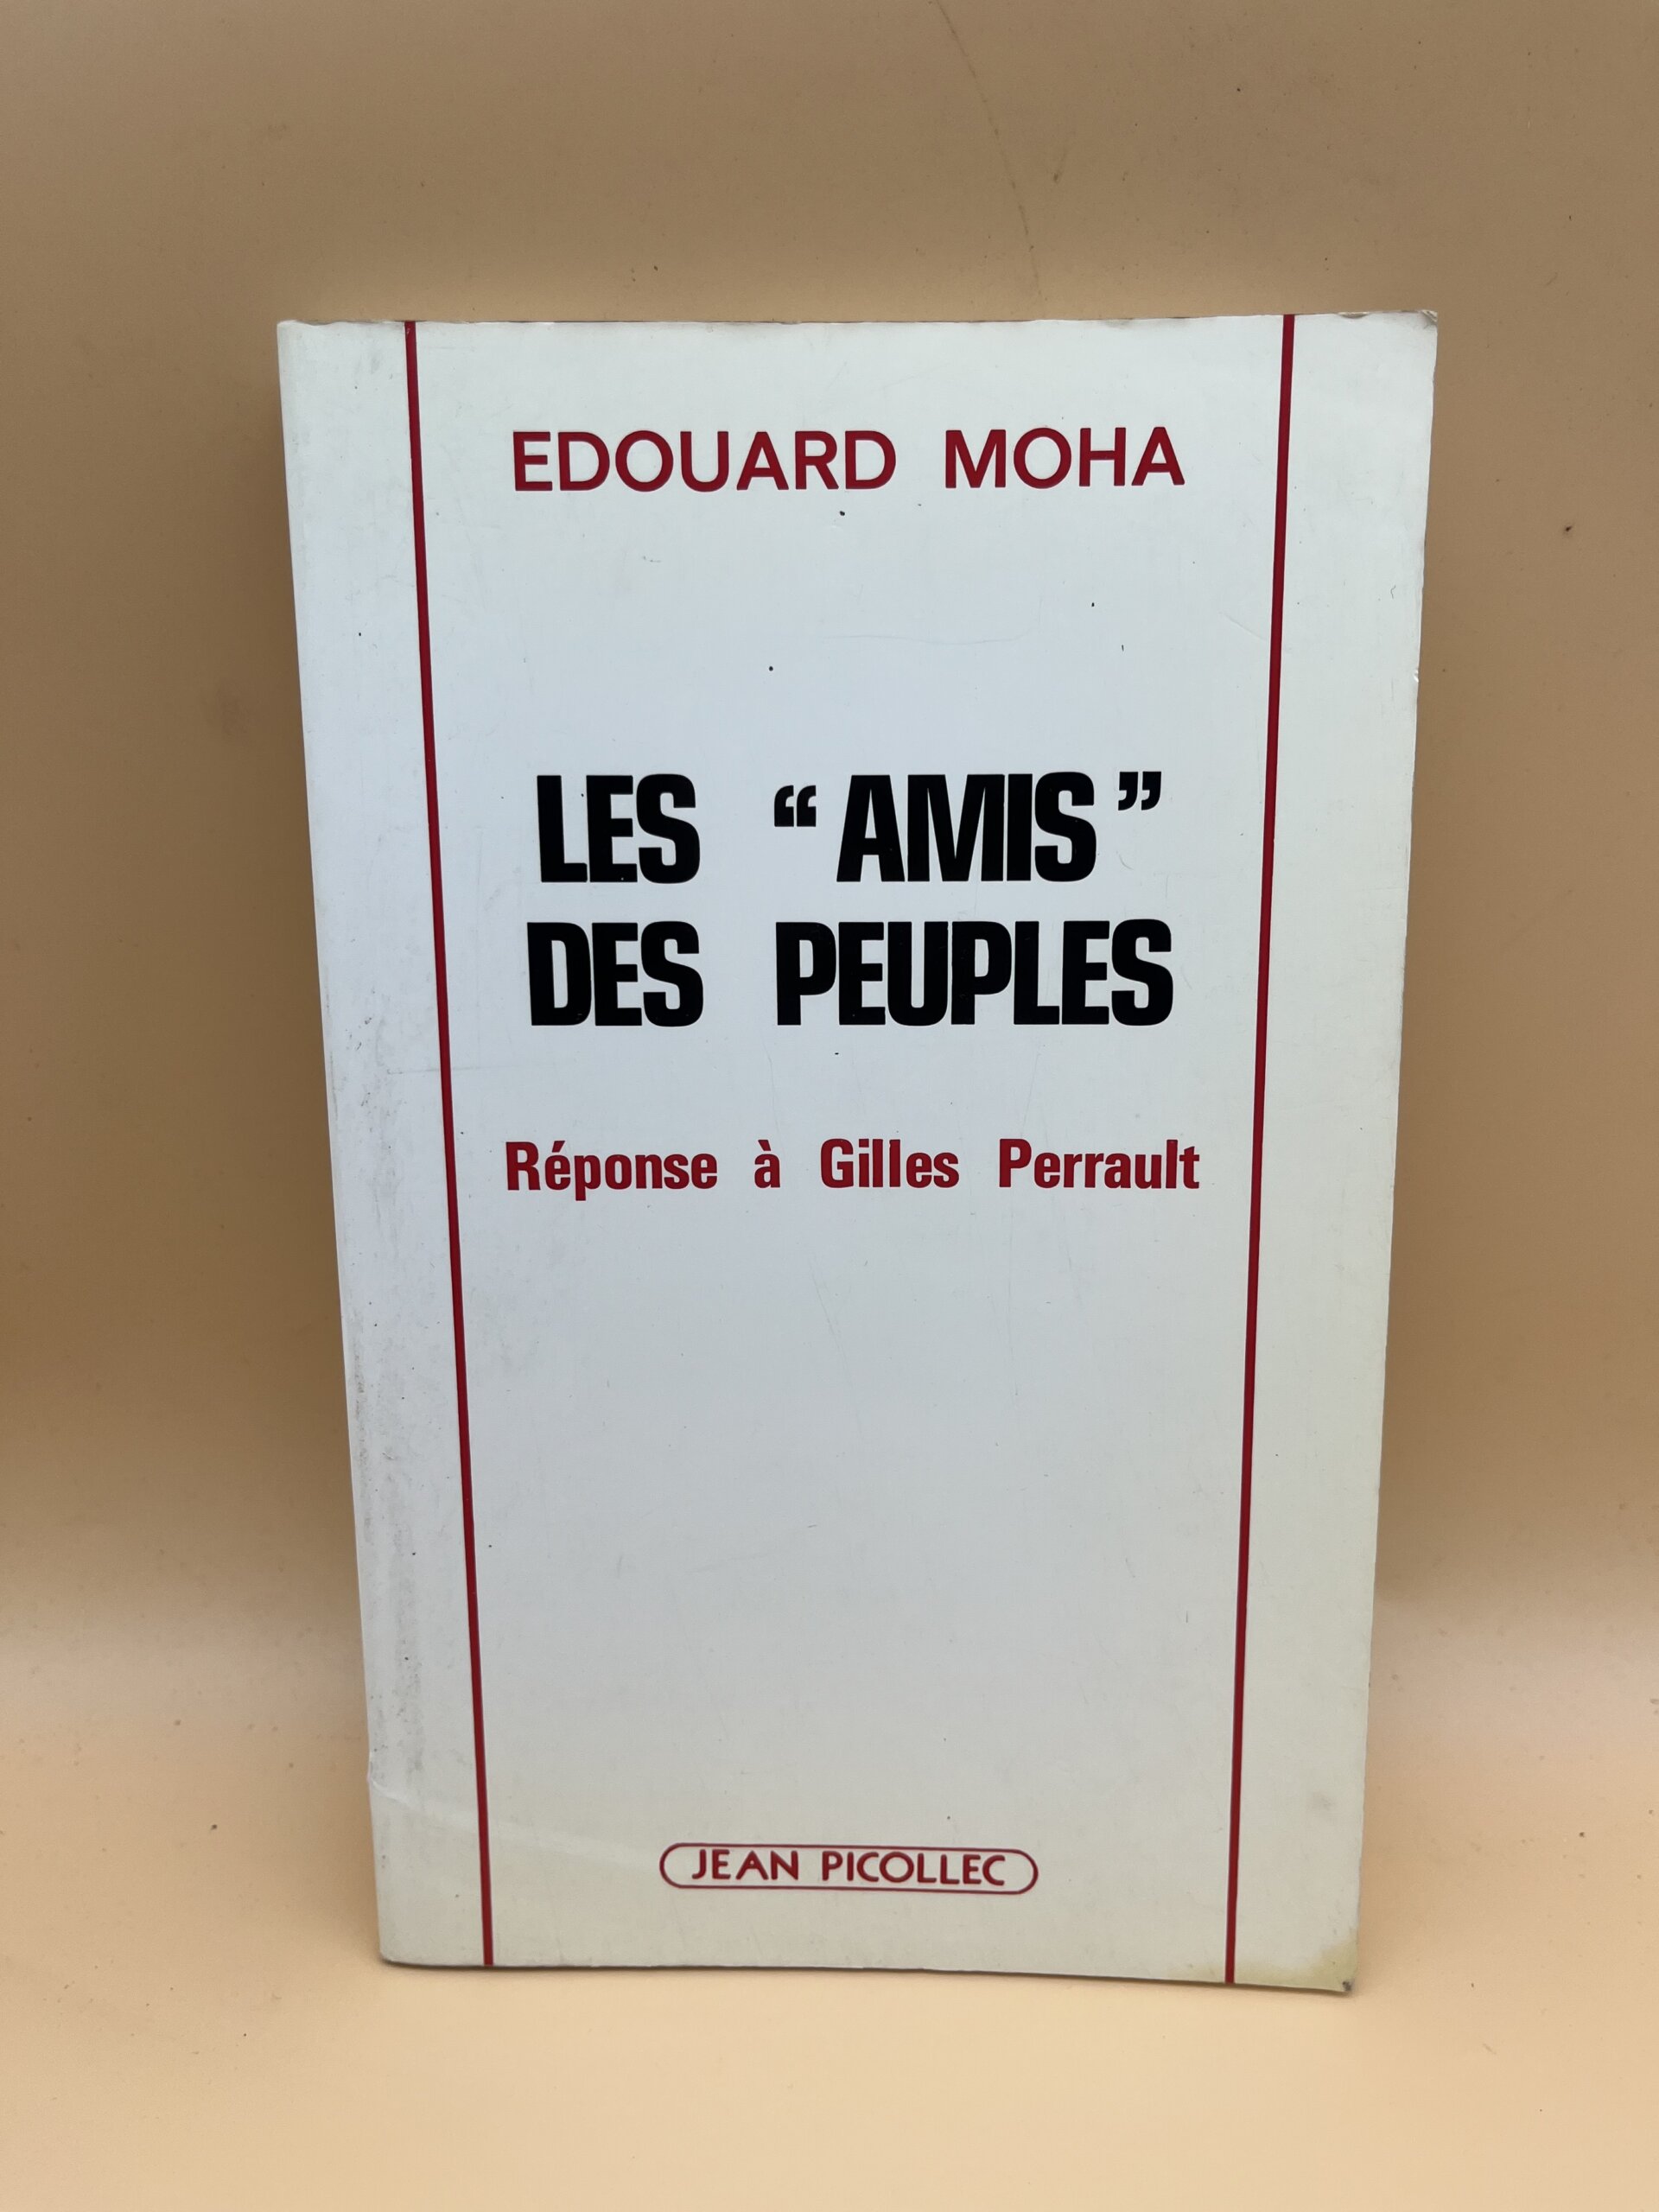 EDOUARD MOHA
LES “AMIS”
DES PEUPLES
Réponse à Gilles Perrault
JEAN PICOLLEC